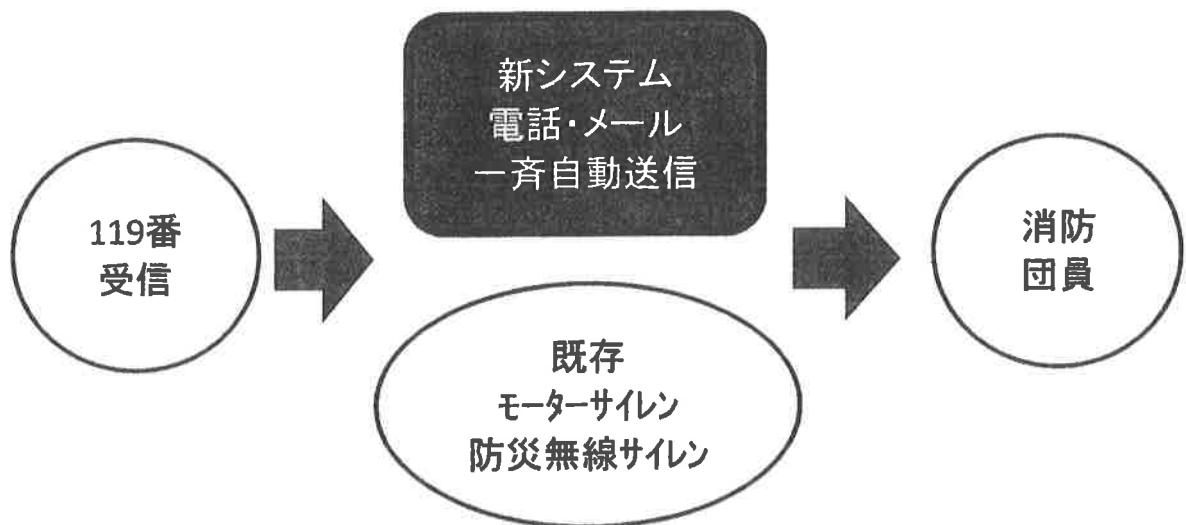 119番
受信
新システム
電話・メール
一斉自動送信
既存
モーターサイレン
防災無線サイレン
消防
団員